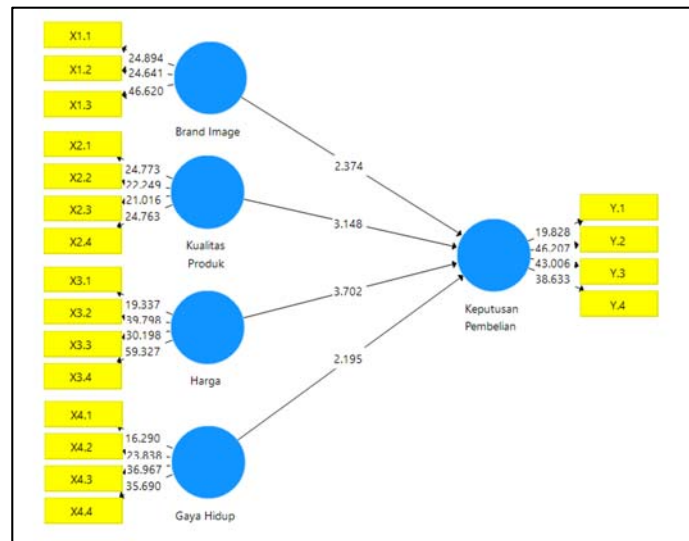 X1.1
X1.2
X1.3
24.894
24.641
46.620
Brand Image
X2.1
X2.2
X2.3
X2.4
24.773
22.249
21.016
24.763
Kualitas
Produk
X3.1
X3.2
X3.3
X3.4
19.337
39.798
30.198
59.327
Harga
X4.1
X4.2
X4.3
X4.4
16.290
23.838
36.967
35.690
Gaya Hidup
2.374
3.148
3.702
2.195
Keputusan
Pembelian
19.828
46.207
43.006
38.633
Y.1
Y.2
Y.3
Y.4